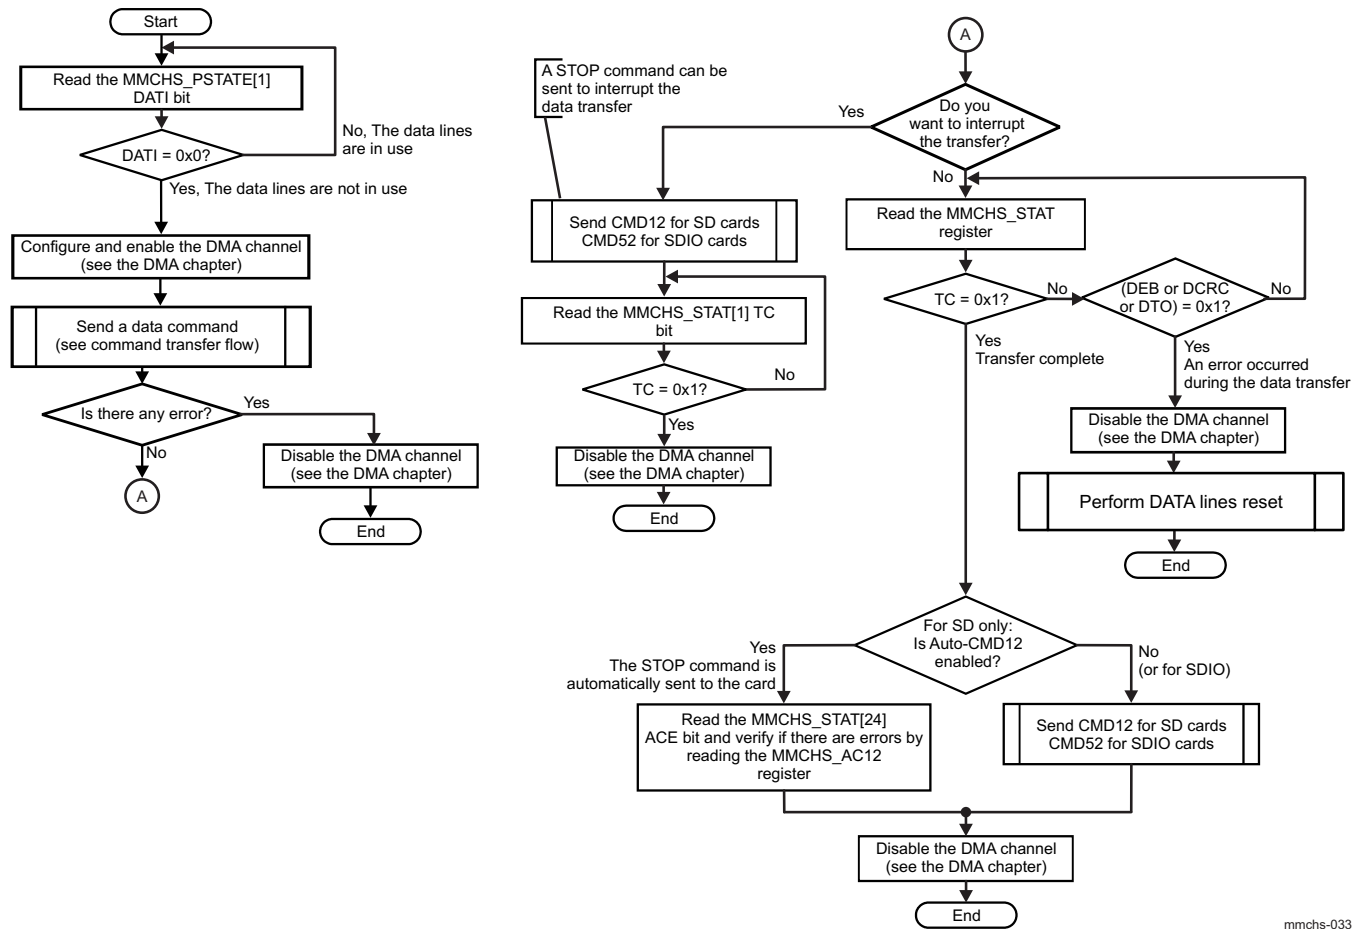 Start
Read the MMCHS_PSTATE[1]
DATI bit
DATI = 0x0?
No, The data lines
are in use
Yes, The data lines are not in use
Configure and enable the DMA channel
(see the DMA chapter)
Send a data command
(see command transfer flow)
Is there any error?
Yes
No
A
Disable the DMA channel
(see the DMA chapter)
End
A
Do you
want to interrupt
the transfer?
Yes
No
A STOP command can be
sent to interrupt the
data transfer
Send CMD12 for SD cards
CMD52 for SDIO cards
Read the MMCHS_STAT[1] TC
bit
TC = 0x1?
No
Yes
Disable the DMA channel
(see the DMA chapter)
End
Read the MMCHS_STAT
register
TC = 0x1?
No
(DEB or DCRC
or DTO) = 0x1?
No
Yes
Transfer complete
Yes
An error occurred
during the data transfer
Disable the DMA channel
(see the DMA chapter)
Perform DATA lines reset
End
For SD only:
Is Auto-CMD12
enabled?
Yes
The STOP command is
automatically sent to the card
No
(or for SDIO)
Read the MMCHS_STAT[24]
ACE bit and verify if there are errors by
reading the MMCHS_AC12
register
Send CMD12 for SD cards
CMD52 for SDIO cards
Disable the DMA channel
(see the DMA chapter)
End
mmchs-033